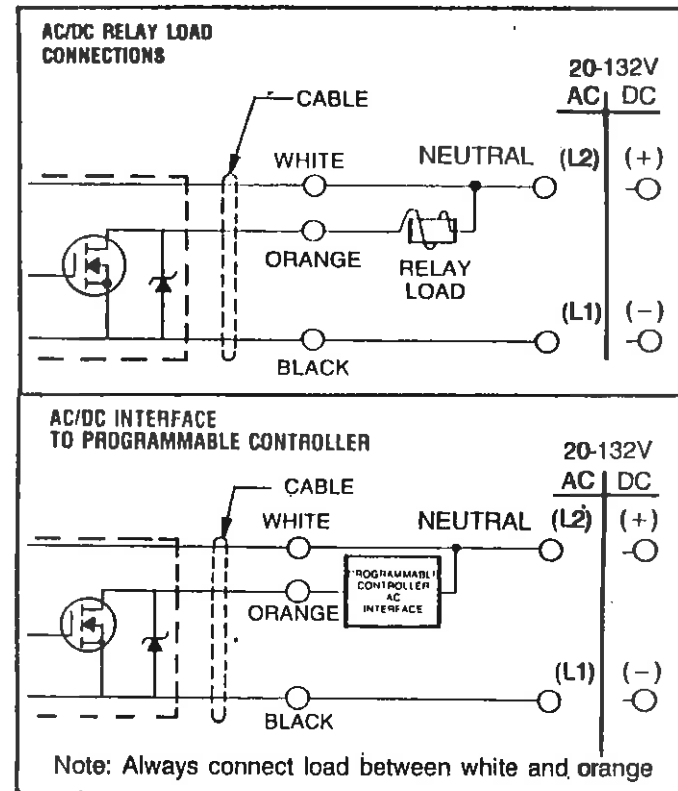 AC/DC RELAY LOAD
CONNECTIONS
20-132V
AC DC
CABLE
WHITE NEUTRAL (L2) (+)
ORANGE
RELAY
LOAD
(L1) (-)
BLACK
AC/DC INTERFACE
TO PROGRAMMABLE CONTROLLER
20-132V
AC DC
CABLE
WHITE NEUTRAL (L2) (+)
PROGRAMMABLE
CONTROLLER
AC
INTERFACE
ORANGE
(L1) (-)
BLACK
Note: Always connect load between white and orange